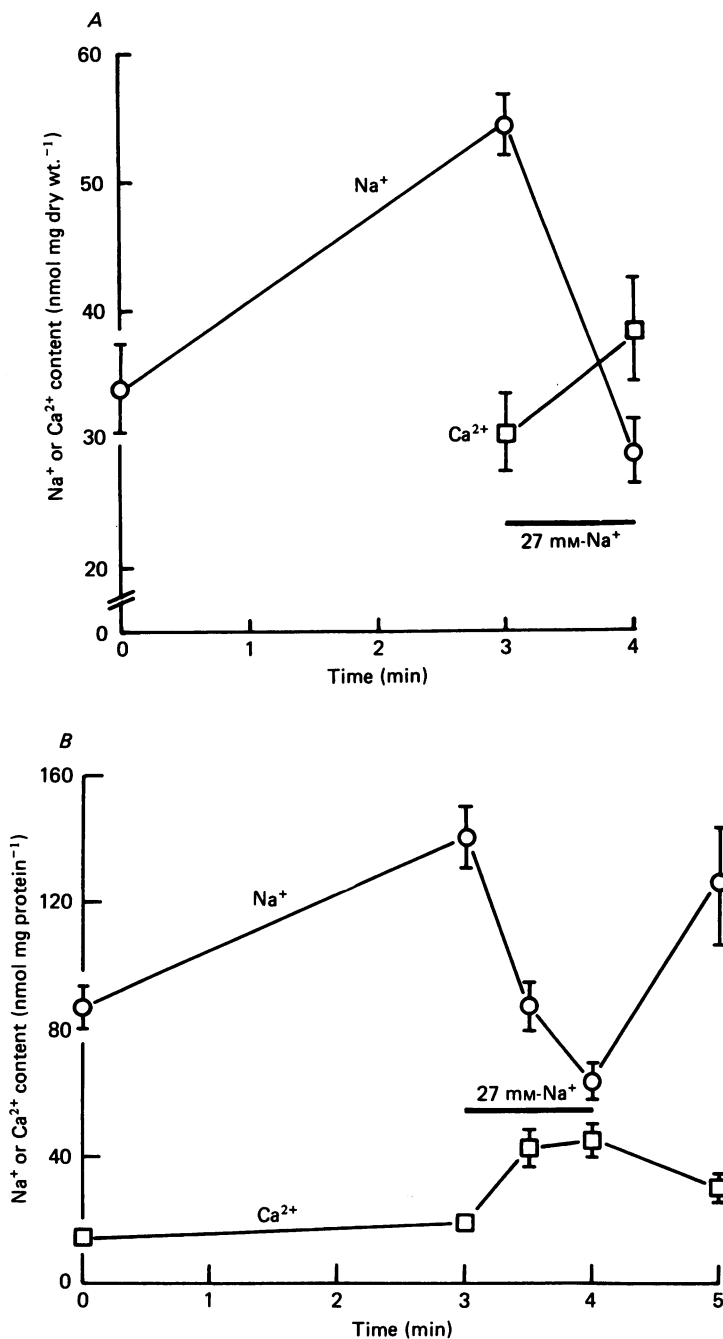 A
60
50
40
30
20
0
Na⁺ or Ca²⁺ content (nmol mg dry wt.⁻¹)
Na⁺
Ca²⁺
27 mM-Na⁺
0 1 2 3 4
Time (min)
B
160
120
80
40
0
Na⁺ or Ca²⁺ content (nmol mg protein⁻¹)
Na⁺
27 mM-Na⁺
Ca²⁺
0 1 2 3 4 5
Time (min)